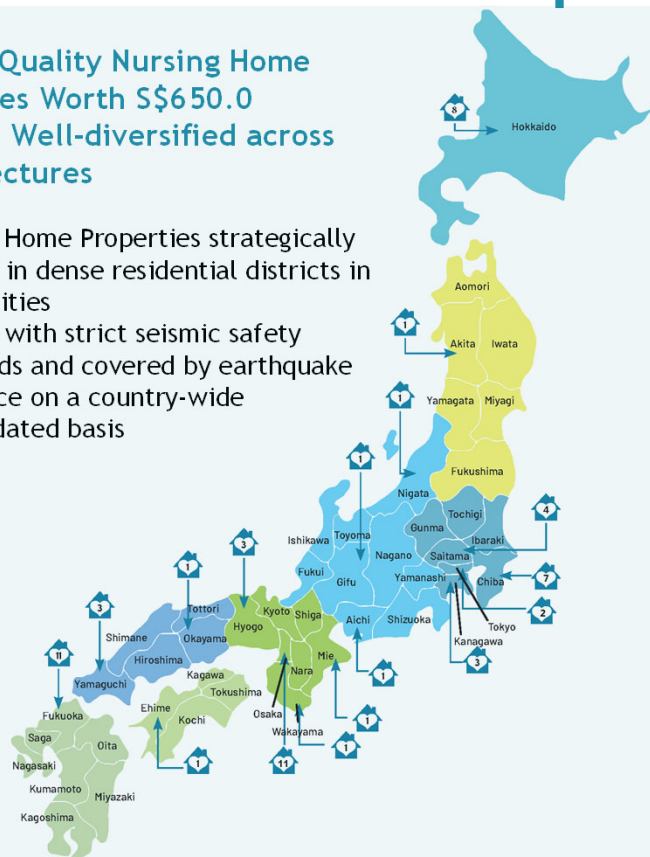 Quality Nursing Home
es Worth S$650.0
Well-diversified across
ectures
Home Properties strategically
in dense residential districts in
ities
with strict seismic safety
ds and covered by earthquake
ce on a country-wide
dated basis
8
Hokkaido
Aomori
1
Akita
Iwata
1
Yamagata
Miyagi
1
Fukushima
Nigata
4
Tochigi
Gunma
Ibaraki
3
Ishikawa
Toyoma
Nagano
Saitama
1
Fukui
Gifu
Yamanashi
Chiba
7
3
Tottori
Kyoto
Shiga
2
Hyogo
Aichi
Shizuoka
Tokyo
Shimane
Okayama
Kanagawa
11
Hiroshima
Mie
3
Nara
Kagawa
1
Yamaguchi
Tokushima
Ehime
Osaka
Fukuoka
Kochi
1
Wakayama
Saga
Oita
1
Nagasaki
1
11
Kumamoto
Miyazaki
Kagoshima